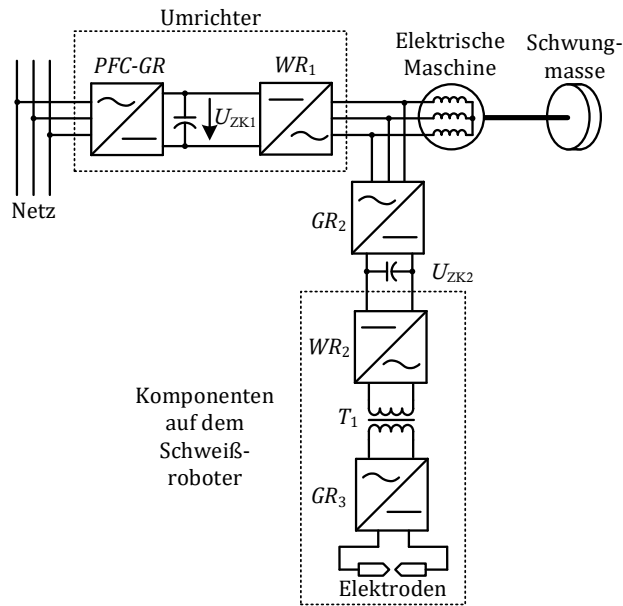 Umrichter
PFC-GR
WR1
Elektrische
Maschine
Schwung-
masse
UZK1
Netz
GR2
UZK2
WR2
Komponenten
auf dem
Schweiß-
roboter
T1
GR3
Elektroden